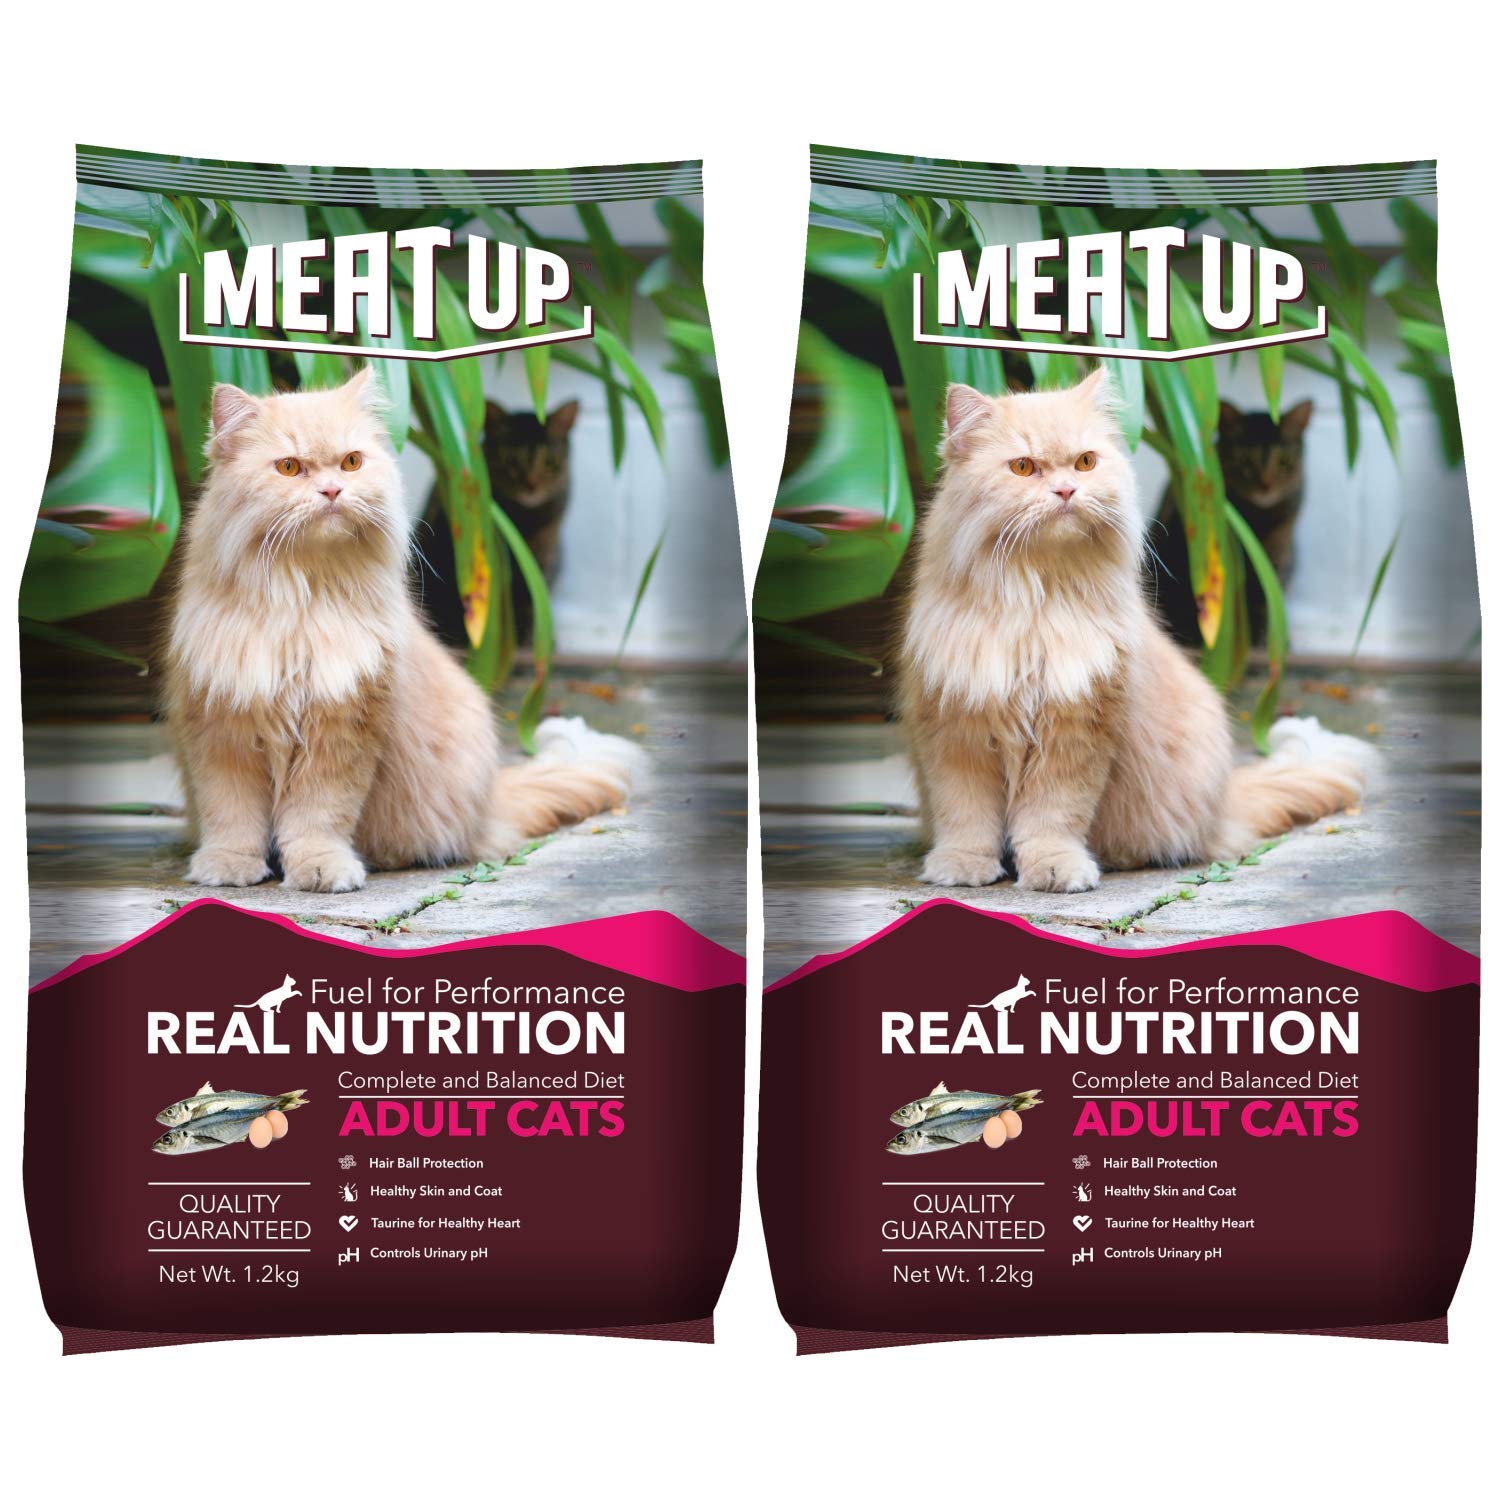 MEAT UP™
Fuel for Performance
REAL NUTRITION
Complete and Balanced Diet
ADULT CATS
Hair Ball Protection
Healthy Skin and Coat
Taurine for Healthy Heart
pH Controls Urinary pH
QUALITY
GUARANTEED
Net Wt. 1.2kg
MEAT UP™
Fuel for Performance
REAL NUTRITION
Complete and Balanced Diet
ADULT CATS
Hair Ball Protection
Healthy Skin and Coat
Taurine for Healthy Heart
pH Controls Urinary pH
QUALITY
GUARANTEED
Net Wt. 1.2kg